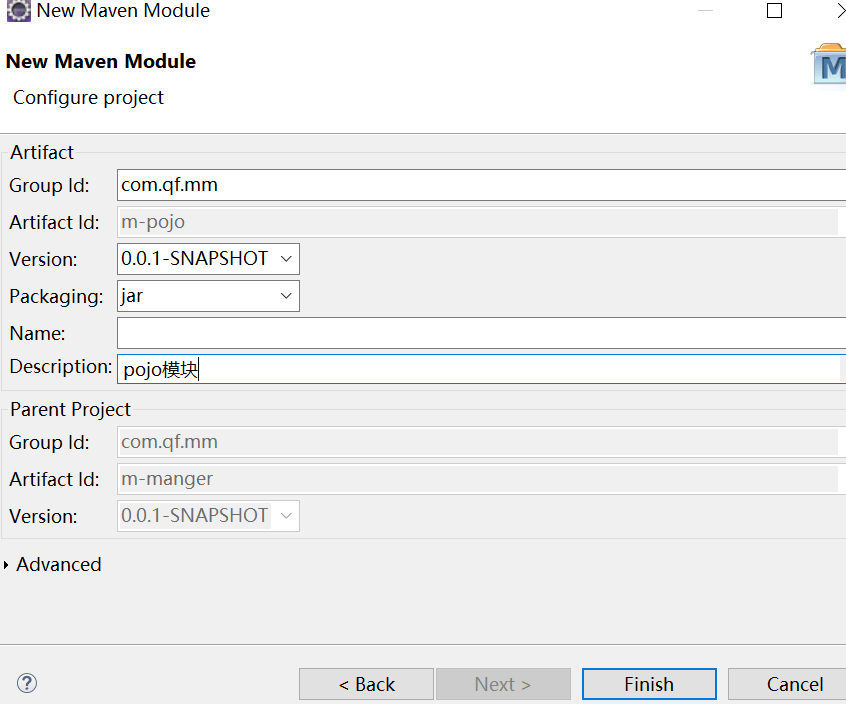 New Maven Module
New Maven Module
Configure project
M
Artifact
Group Id: com.qf.mm
Artifact Id: m-pojo
Version: 0.0.1-SNAPSHOT
Packaging: jar
Name:
Description: pojo模块
Parent Project
Group Id: com.qf.mm
Artifact Id: m-manger
Version: 0.0.1-SNAPSHOT
Advanced
? < Back Next > Finish Cancel